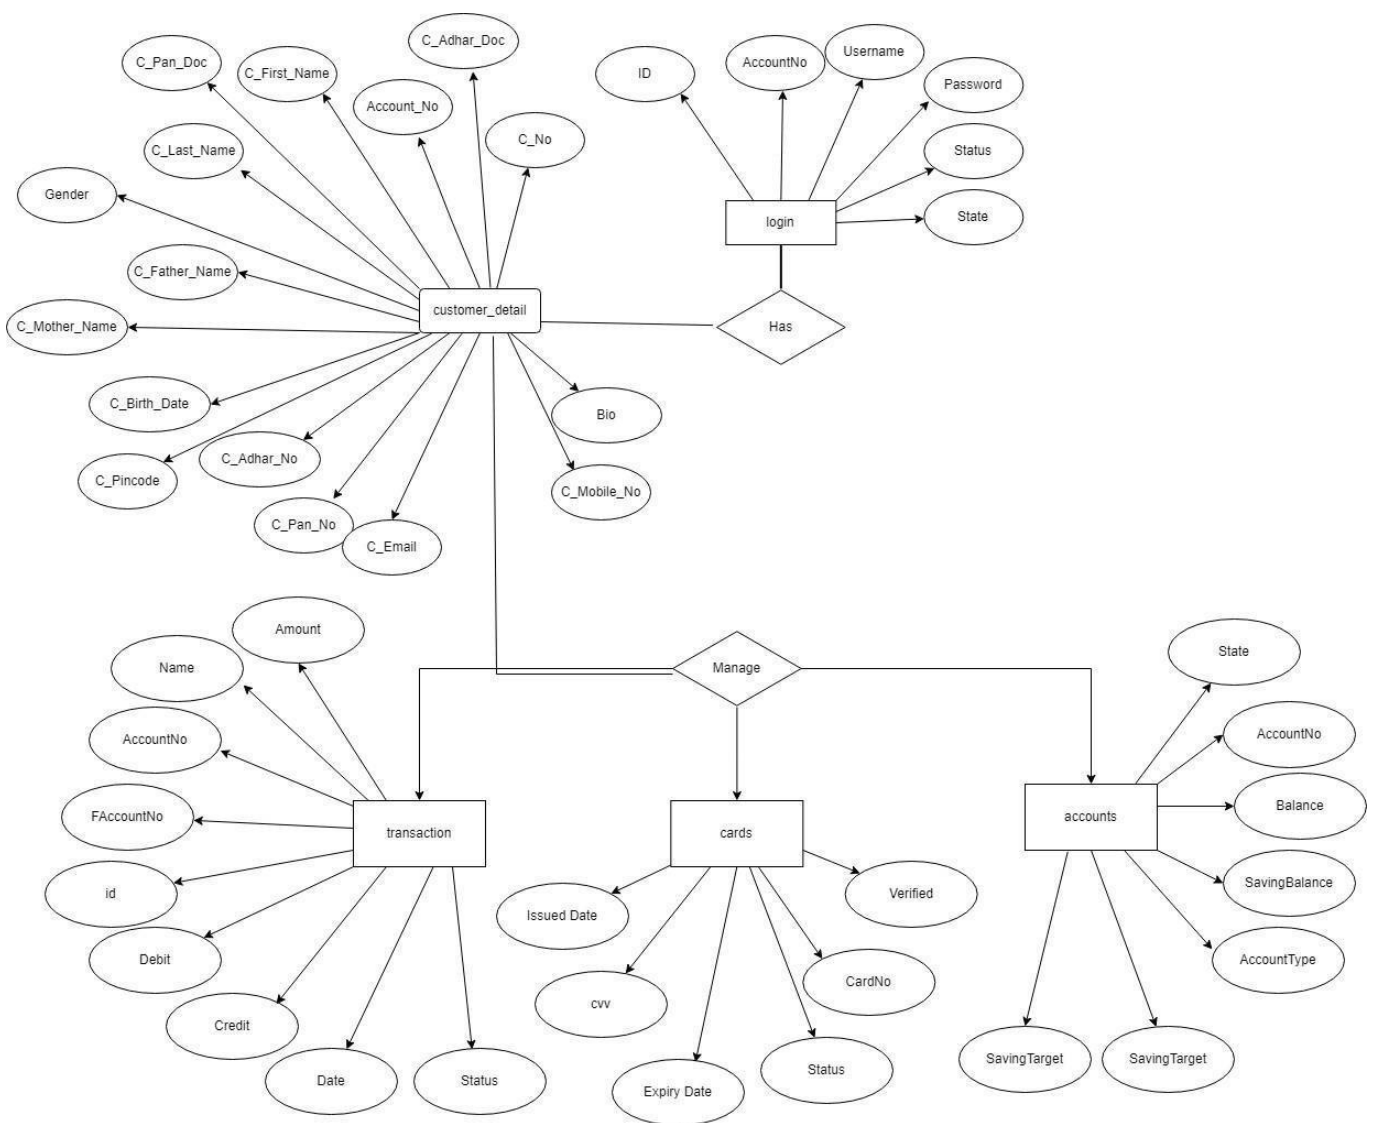 C_Adhar_Doc
C_Pan_Doc
C_First_Name
Account_No
C_No
C_Last_Name
Gender
C_Father_Name
C_Mother_Name
customer_detail
C_Birth_Date
C_Pincode
C_Adhar_No
C_Pan_No
C_Email
Bio
C_Mobile_No
ID
AccountNo
Username
Password
Status
State
login
Has
Manage
Amount
Name
AccountNo
FAccountNo
id
Debit
Credit
Date
Status
transaction
cards
Issued Date
cvv
Expiry Date
Status
CardNo
Verified
accounts
State
AccountNo
Balance
SavingBalance
AccountType
SavingTarget
SavingTarget